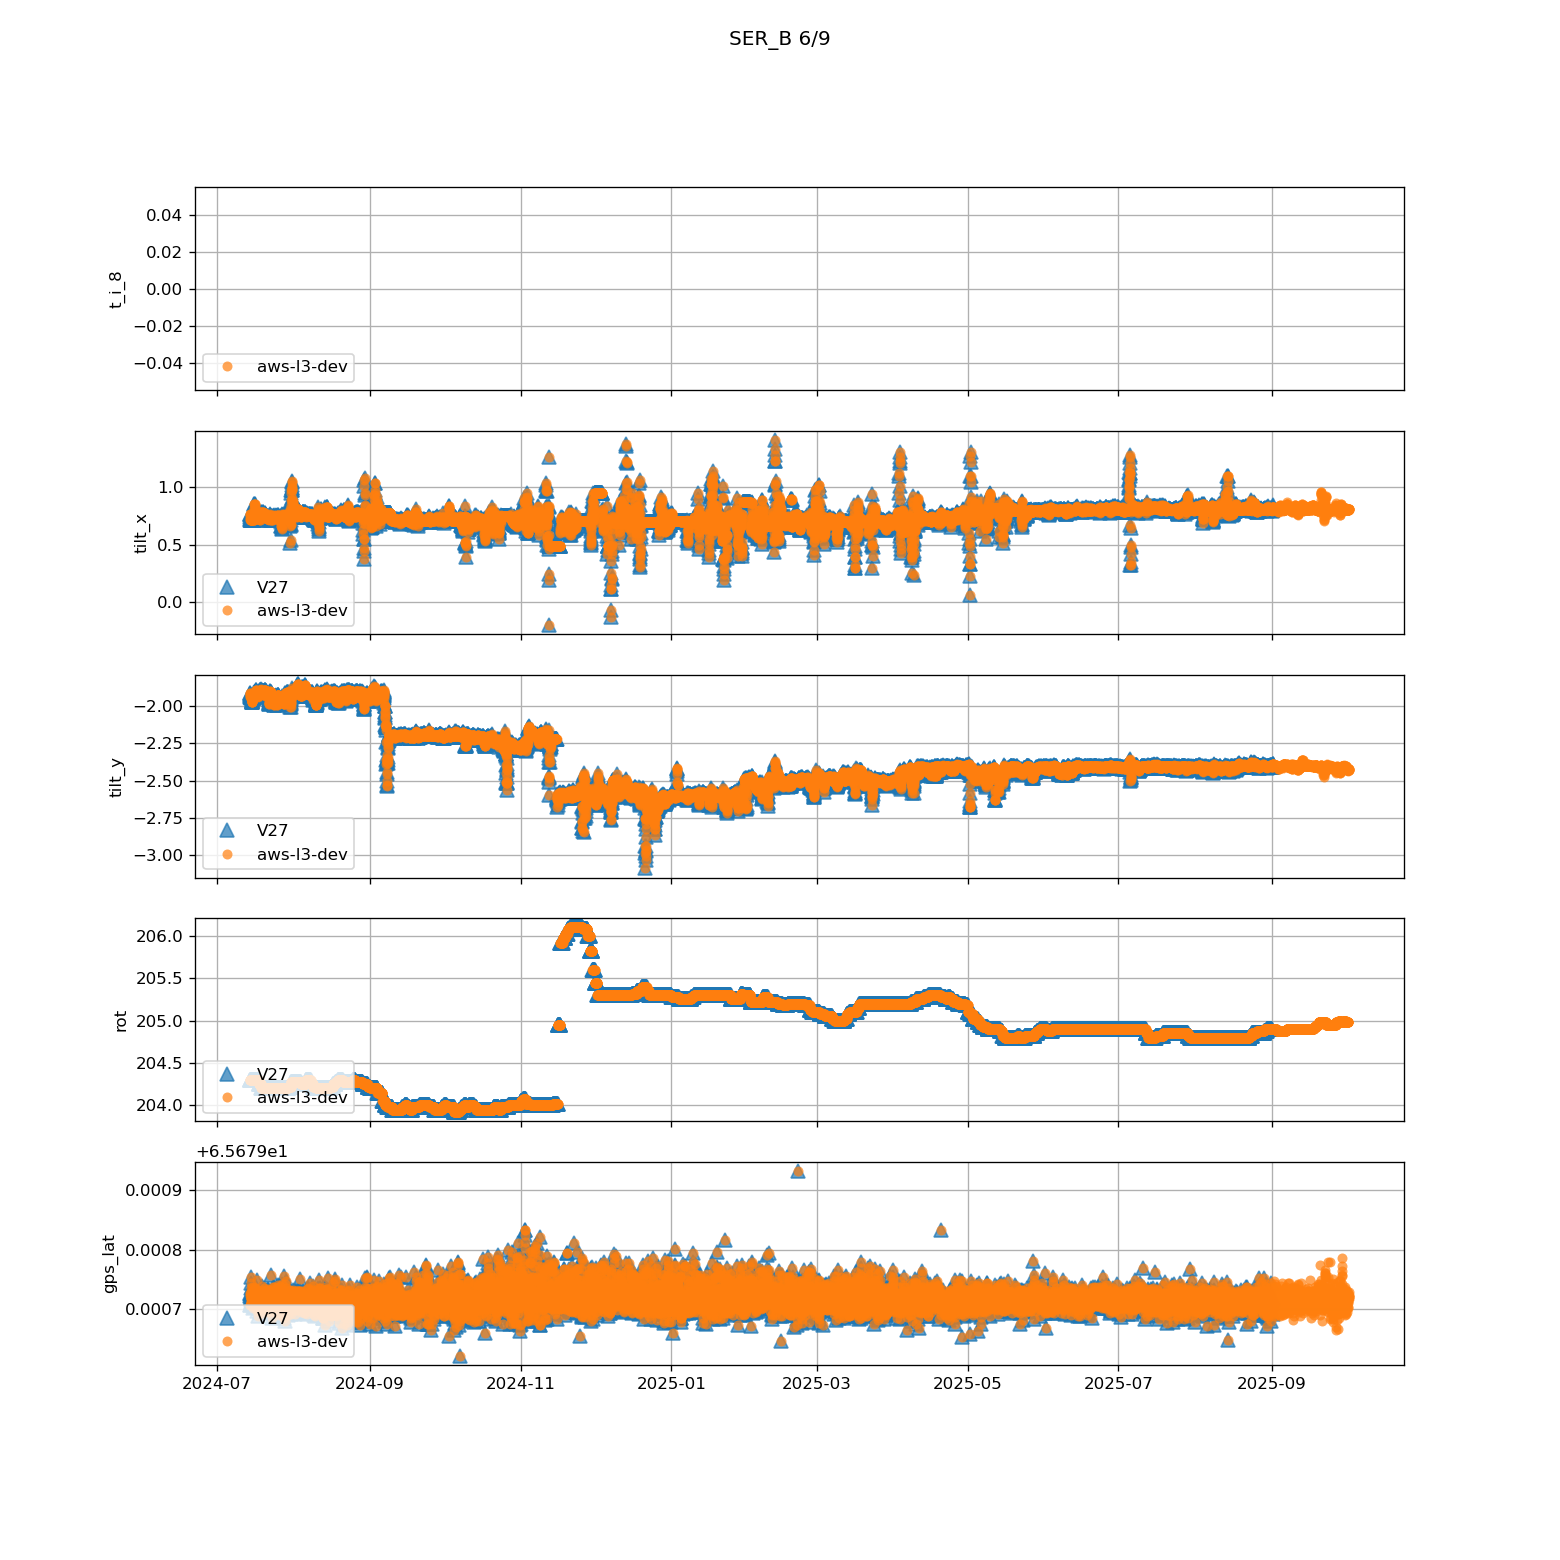 SER_B 6/9
0.04
0.02
0.00
−0.02
−0.04
t_i_8
aws-l3-dev
1.0
0.5
0.0
tilt_x
V27
aws-l3-dev
−2.00
−2.25
−2.50
−2.75
−3.00
tilt_y
V27
aws-l3-dev
206.0
205.5
205.0
204.5
204.0
rot
V27
aws-l3-dev
+6.5679e1
0.0009
0.0008
0.0007
gps_lat
V27
aws-l3-dev
2024-07 2024-09 2024-11 2025-01 2025-03 2025-05 2025-07 2025-09